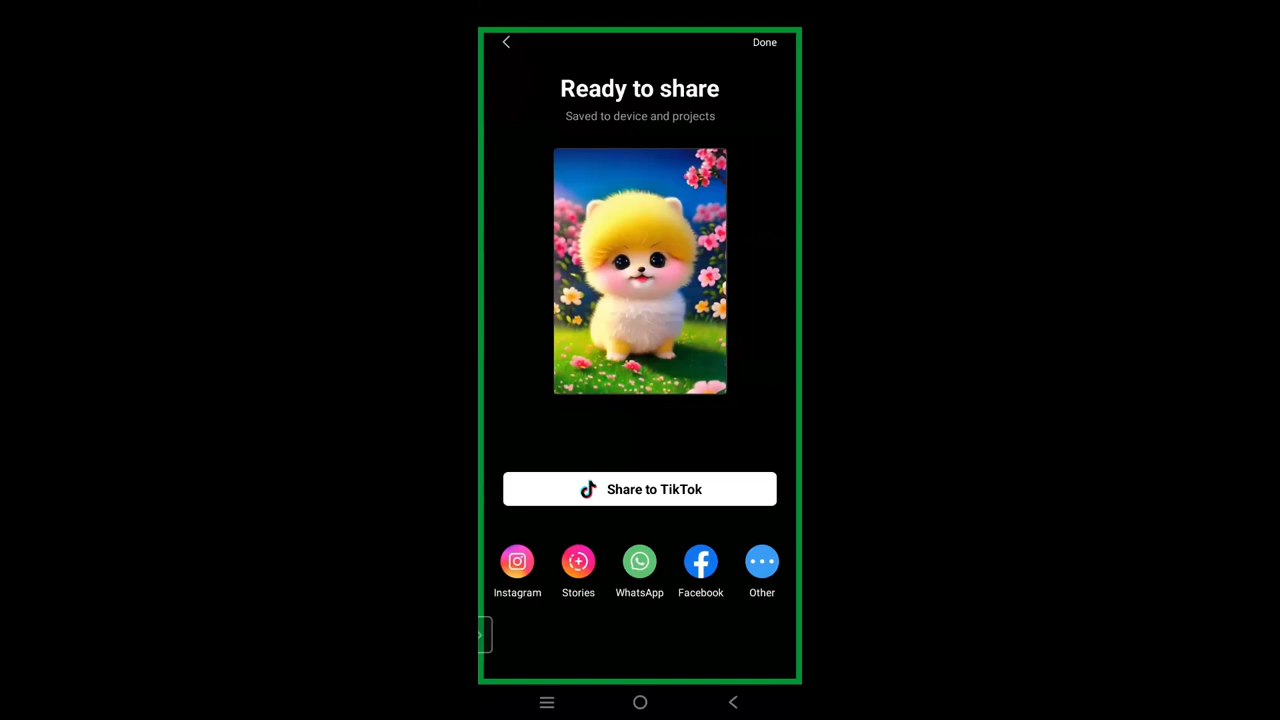 Done
Ready to share
Saved to device and projects
Share to TikTok
Instagram
Stories
WhatsApp
Facebook
Other